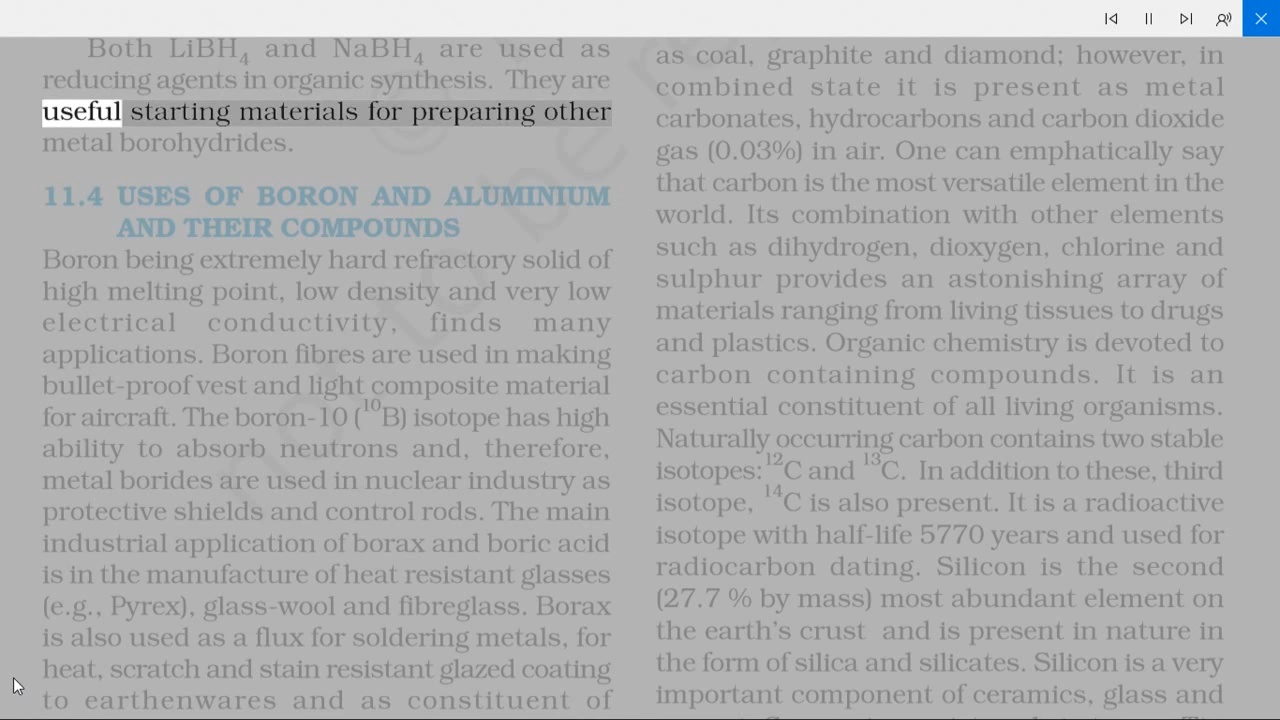 Both LiBH₄ and NaBH₄ are used as
reducing agents in organic synthesis. They are
useful starting materials for preparing other
metal borohydrides.
11.4 USES OF BORON AND ALUMINIUM
AND THEIR COMPOUNDS
Boron being extremely hard refractory solid of
high melting point, low density and very low
electrical conductivity, finds many
applications. Boron fibres are used in making
bullet-proof vest and light composite material
for aircraft. The boron-10 (¹⁰B) isotope has high
ability to absorb neutrons and, therefore,
metal borides are used in nuclear industry as
protective shields and control rods. The main
industrial application of borax and boric acid
is in the manufacture of heat resistant glasses
(e.g., Pyrex), glass-wool and fibreglass. Borax
is also used as a flux for soldering metals, for
heat, scratch and stain resistant glazed coating
to earthenwares and as constituent of
as coal, graphite and diamond; however, in
combined state it is present as metal
carbonates, hydrocarbons and carbon dioxide
gas (0.03%) in air. One can emphatically say
that carbon is the most versatile element in the
world. Its combination with other elements
such as dihydrogen, dioxygen, chlorine and
sulphur provides an astonishing array of
materials ranging from living tissues to drugs
and plastics. Organic chemistry is devoted to
carbon containing compounds. It is an
essential constituent of all living organisms.
Naturally occurring carbon contains two stable
isotopes:¹²C and ¹³C. In addition to these, third
isotope, ¹⁴C is also present. It is a radioactive
isotope with half-life 5770 years and used for
radiocarbon dating. Silicon is the second
(27.7 % by mass) most abundant element on
the earth's crust and is present in nature in
the form of silica and silicates. Silicon is a very
important component of ceramics, glass and
not to be re